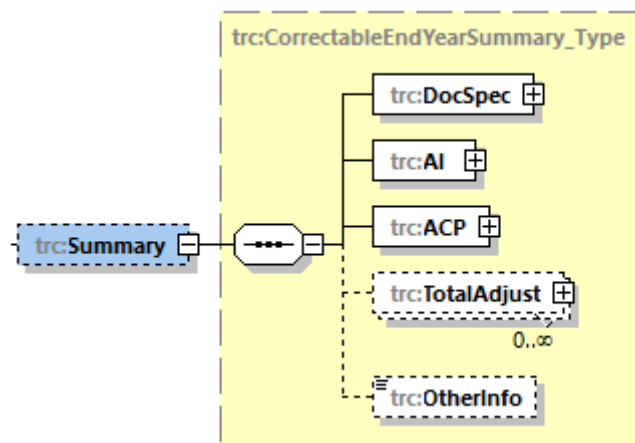 trc:CorrectableEndYearSummary_Type
trc:DocSpec
trc:AI
trc:ACP
trc:Summary
trc:TotalAdjust
0..∞
trc:OtherInfo